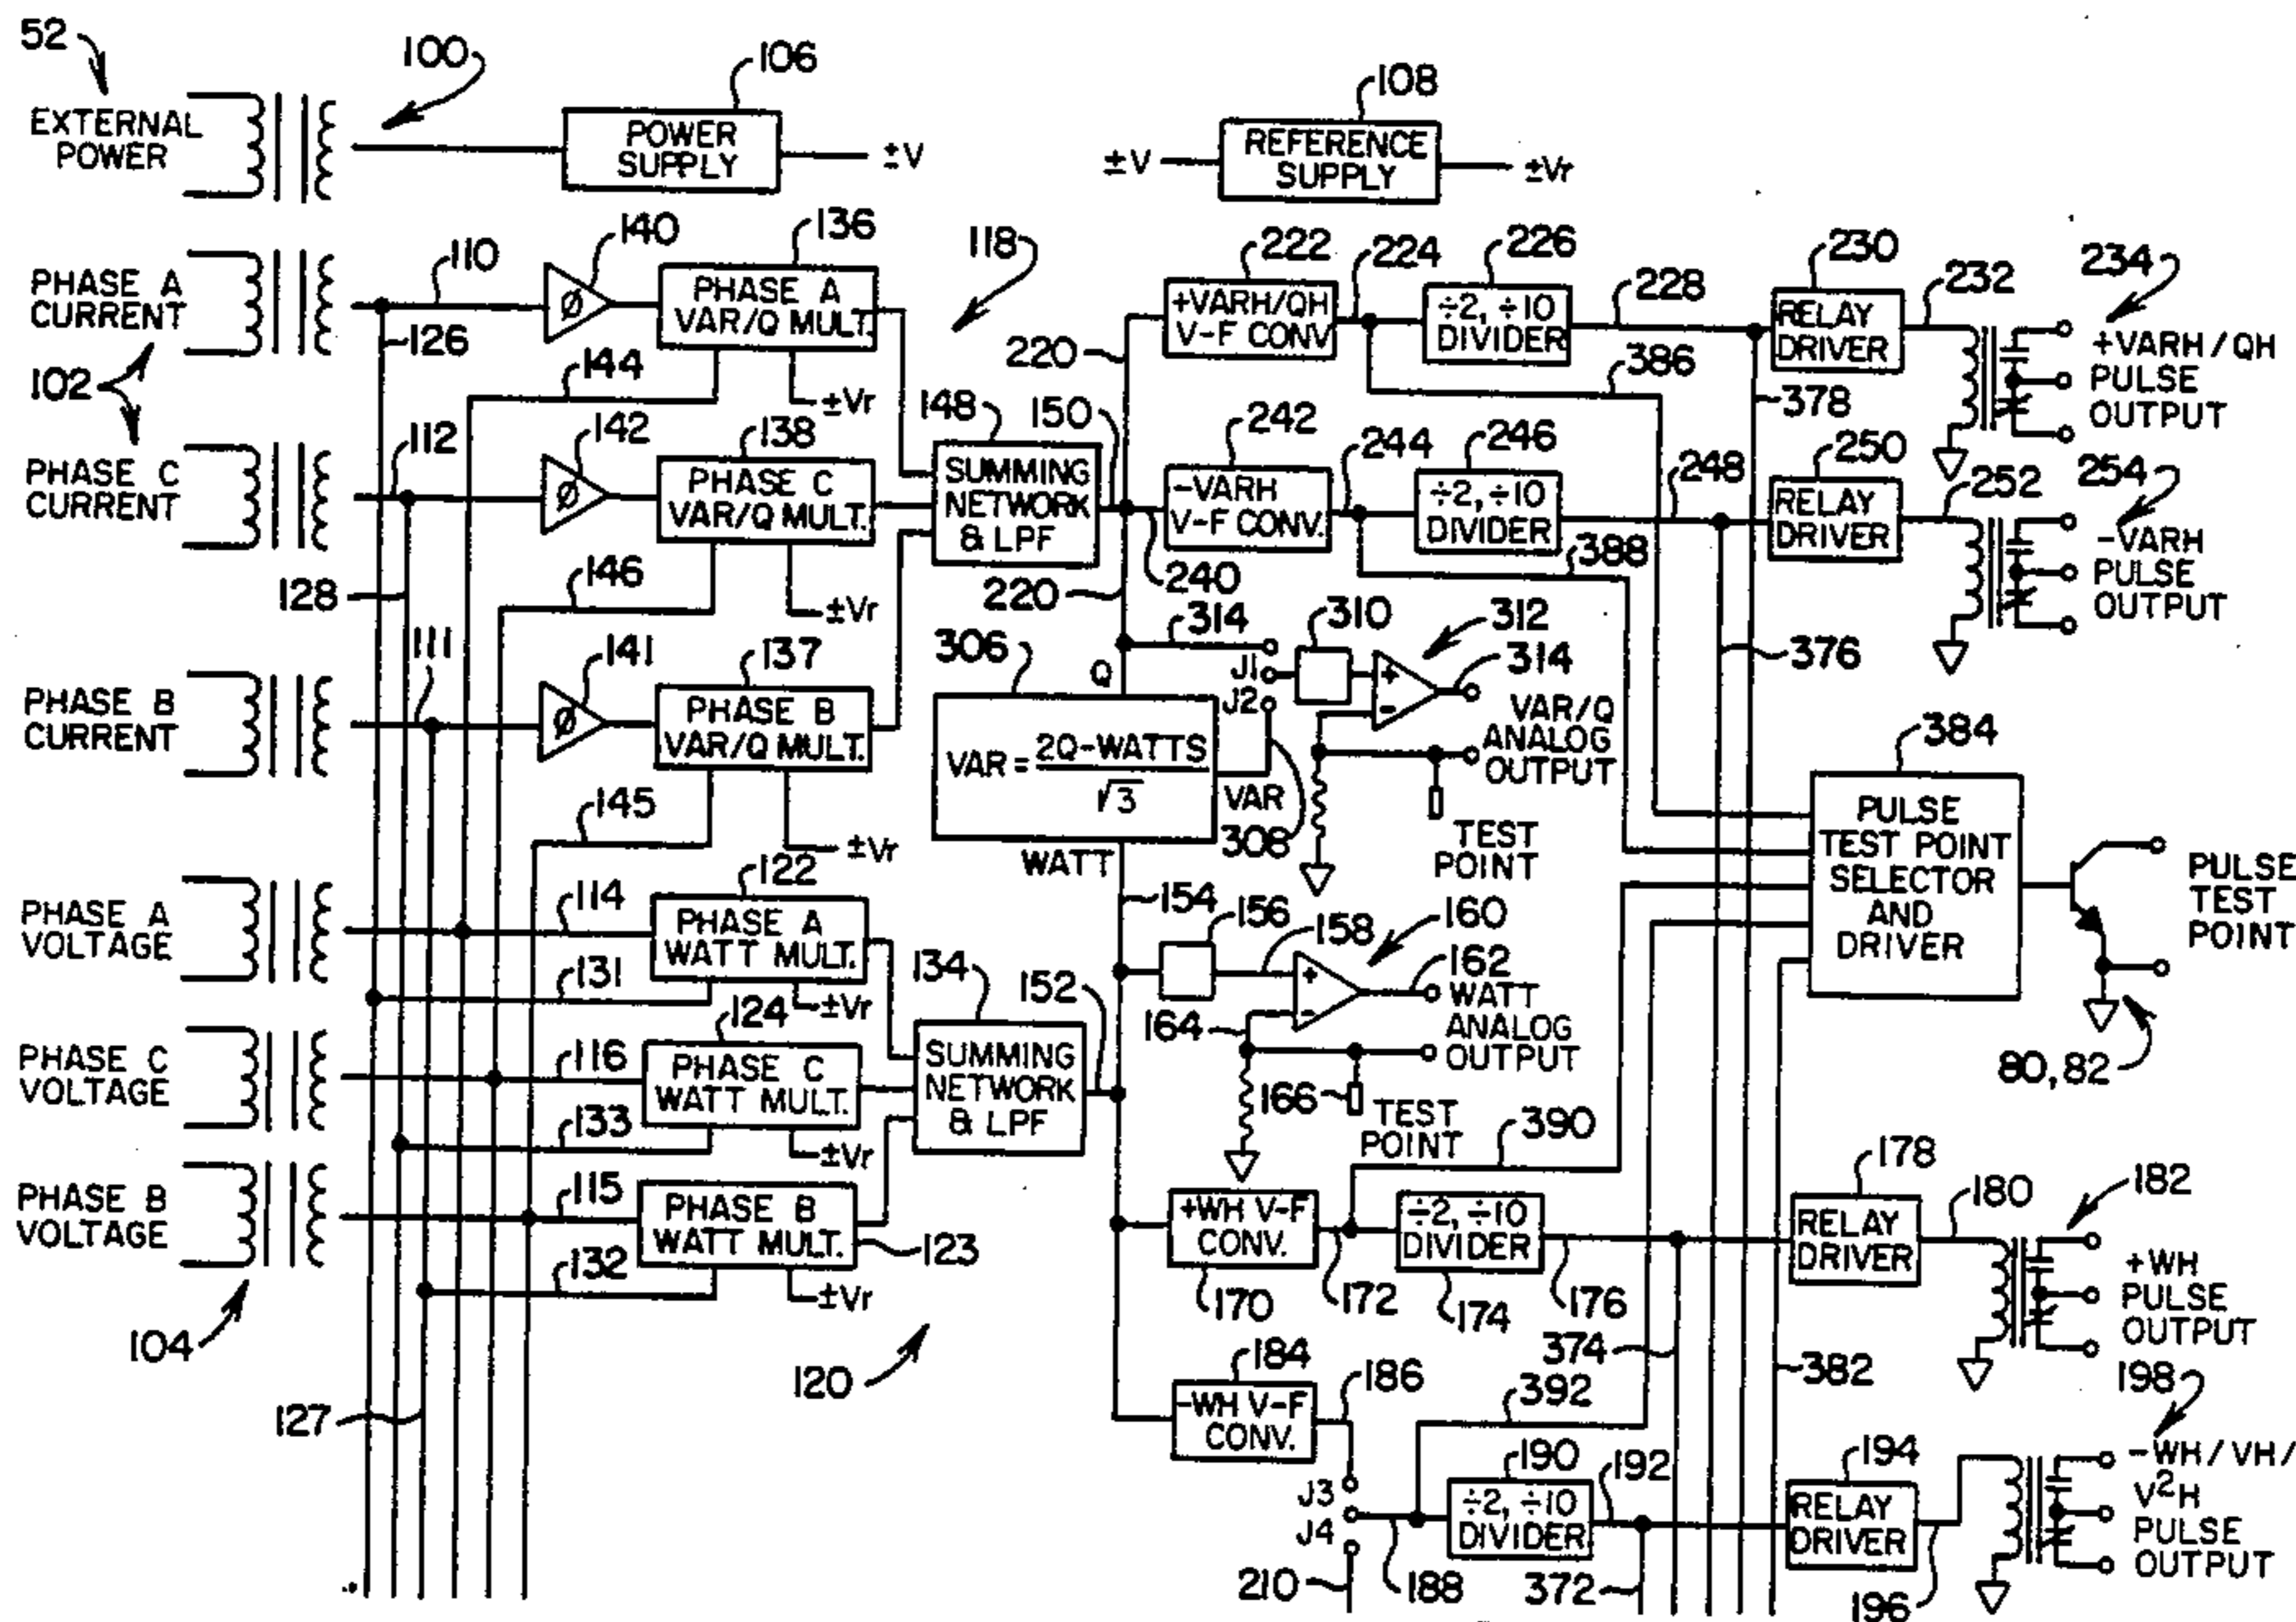 52
100
106
108
EXTERNAL
POWER
POWER
SUPPLY
±V
±V
REFERENCE
SUPPLY
±Vr
PHASE A
CURRENT
102
110
126
140
Ø
136
PHASE A
VAR/Q MULT.
144
±Vr
118
222
+VARH/QH
V-F CONV
224
226
÷2, ÷10
DIVIDER
228
230
RELAY
DRIVER
232
234
+VARH/QH
PULSE
OUTPUT
220
386
378
PHASE C
CURRENT
112
128
142
Ø
138
PHASE C
VAR/Q MULT.
146
±Vr
148
SUMMING
NETWORK
& LPF
150
242
-VARH
V-F CONV.
244
246
÷2, ÷10
DIVIDER
248
250
RELAY
DRIVER
252
254
-VARH
PULSE
OUTPUT
240
220
388
376
PHASE B
CURRENT
111
141
Ø
137
PHASE B
VAR/Q MULT.
145
±Vr
306
Q
VAR = 2Q-WATTS
√3
VAR
WATT
308
314
J1
J2
310
+
-
312
314
VAR/Q
ANALOG
OUTPUT
TEST
POINT
384
PULSE
TEST POINT
SELECTOR
AND
DRIVER
PULSE
TEST
POINT
80,82
PHASE A
VOLTAGE
114
131
122
PHASE A
WATT MULT.
±Vr
134
SUMMING
NETWORK
& LPF
152
154
156
158
+
-
160
162
WATT
ANALOG
OUTPUT
164
166
TEST
POINT
390
PHASE C
VOLTAGE
116
133
124
PHASE C
WATT MULT.
±Vr
PHASE B
VOLTAGE
104
115
132
PHASE B
WATT MULT.
123
±Vr
127
120
+WH V-F
CONV.
170
172
÷2, ÷10
DIVIDER
174
176
374
178
RELAY
DRIVER
180
182
+WH
PULSE
OUTPUT
382
184
-WH V-F
CONV.
186
392
J3
J4
188
210
190
÷2, ÷10
DIVIDER
192
372
194
RELAY
DRIVER
196
198
-WH/VH/
V²H
PULSE
OUTPUT